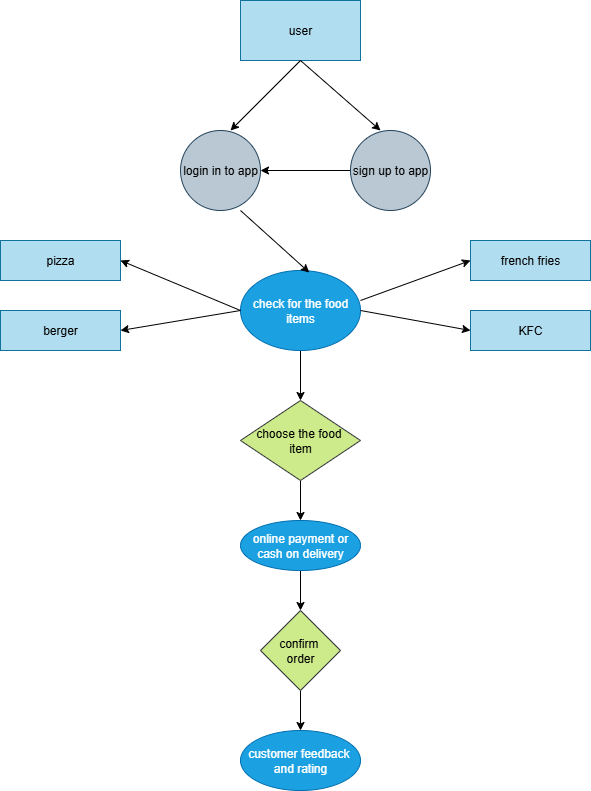 user
login in to app
sign up to app
pizza
french fries
check for the food
items
berger
KFC
choose the food
item
online payment or
cash on delivery
confirm
order
customer feedback
and rating